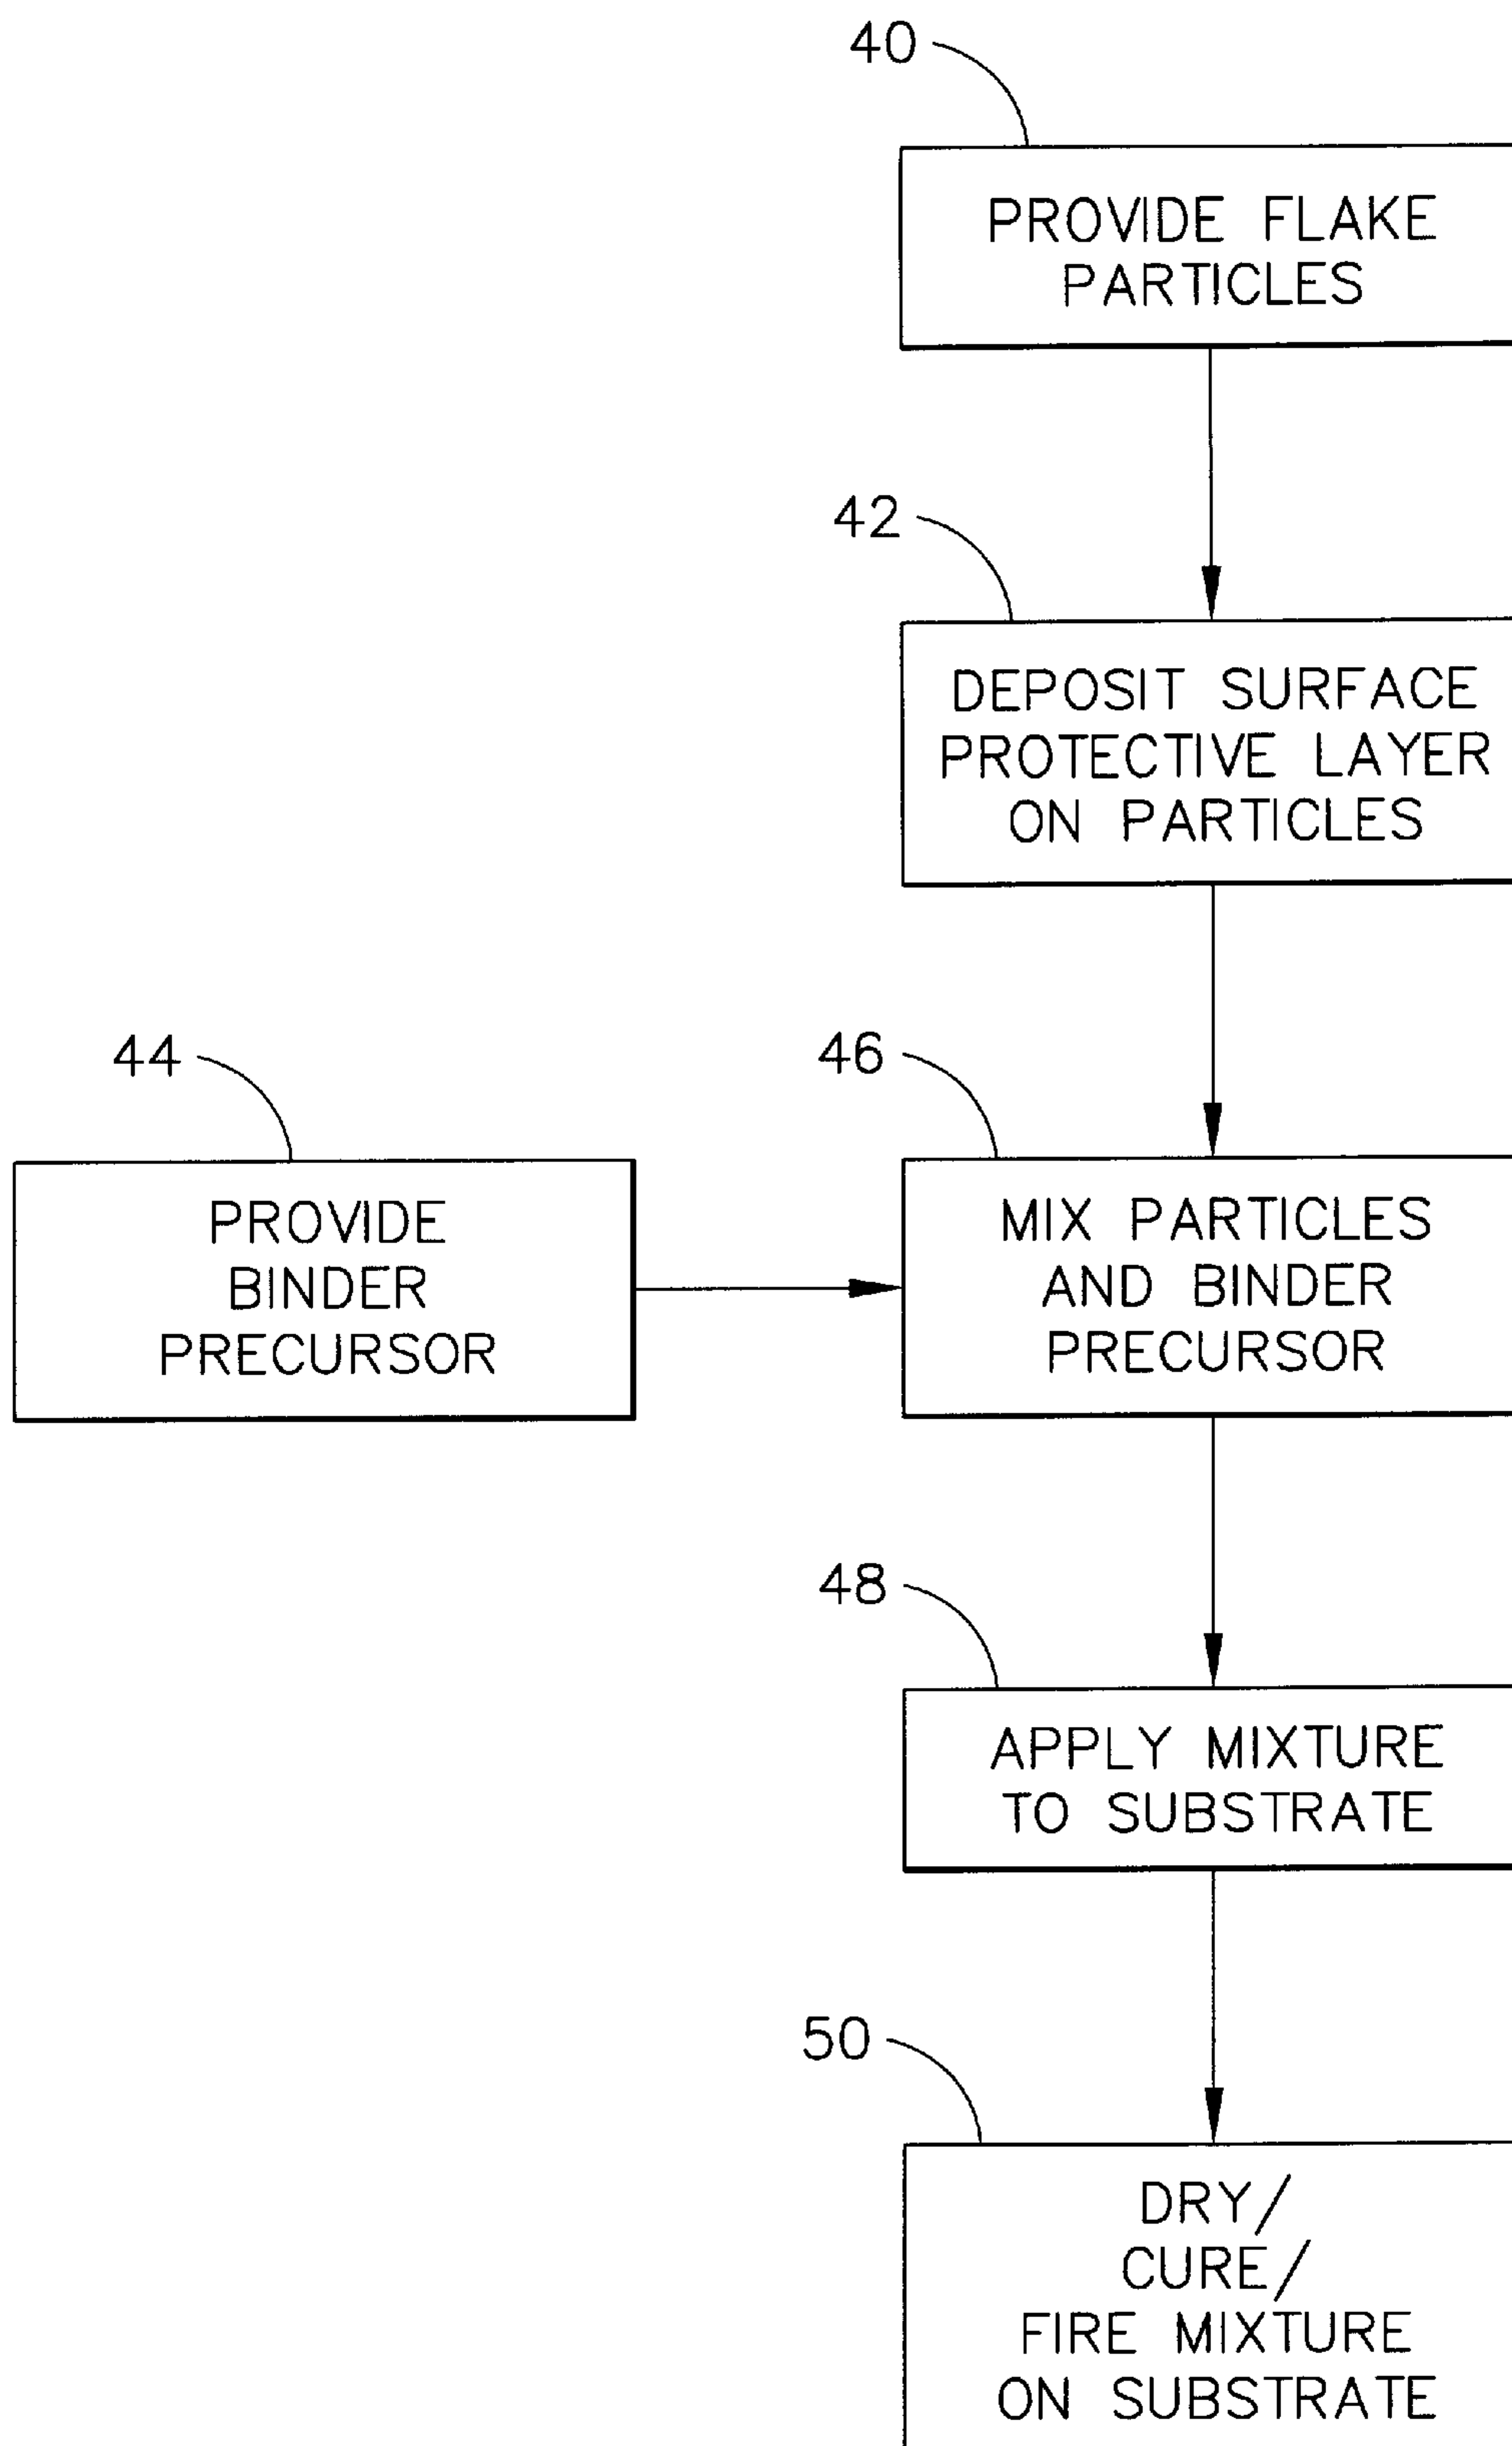 40
PROVIDE FLAKE
PARTICLES
42
DEPOSIT SURFACE
PROTECTIVE LAYER
ON PARTICLES
44
PROVIDE
BINDER
PRECURSOR
46
MIX PARTICLES
AND BINDER
PRECURSOR
48
APPLY MIXTURE
TO SUBSTRATE
50
DRY/
CURE/
FIRE MIXTURE
ON SUBSTRATE